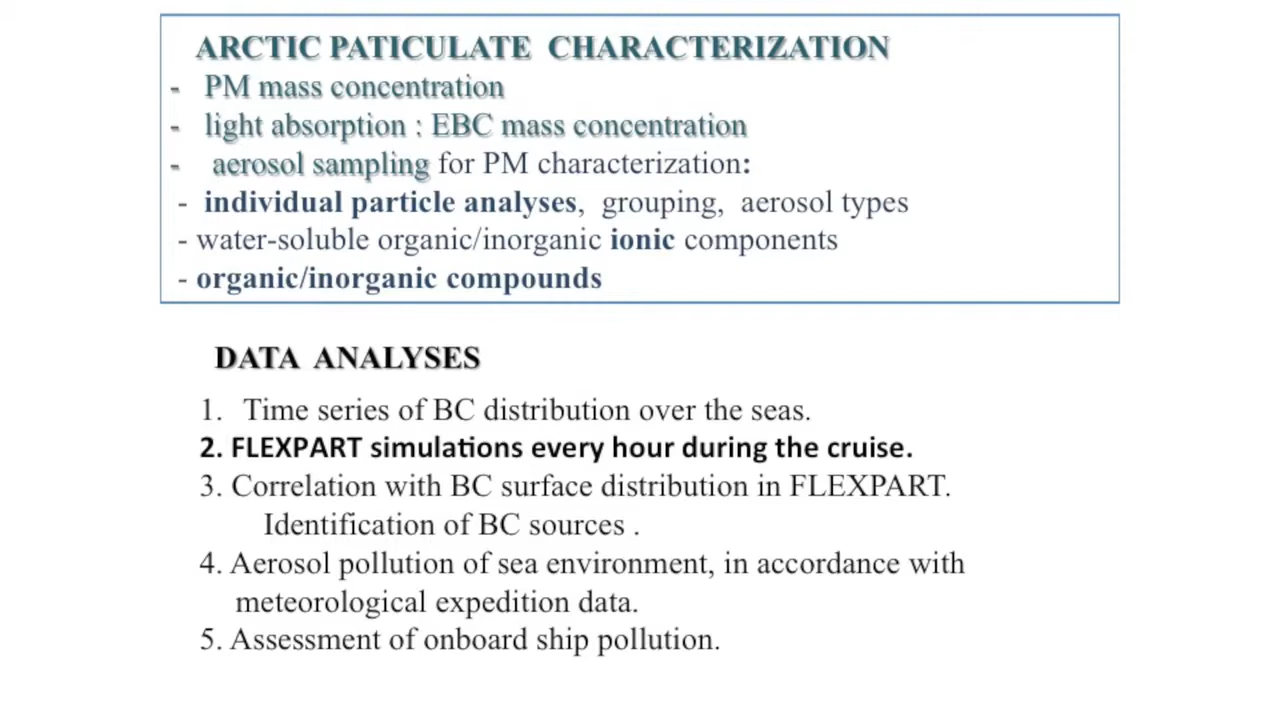 ARCTIC PATICULATE CHARACTERIZATION
- PM mass concentration
- light absorption : EBC mass concentration
- aerosol sampling for PM characterization:
- individual particle analyses, grouping, aerosol types
- water-soluble organic/inorganic ionic components
- organic/inorganic compounds
DATA ANALYSES
1. Time series of BC distribution over the seas.
2. FLEXPART simulations every hour during the cruise.
3. Correlation with BC surface distribution in FLEXPART.
Identification of BC sources .
4. Aerosol pollution of sea environment, in accordance with
meteorological expedition data.
5. Assessment of onboard ship pollution.